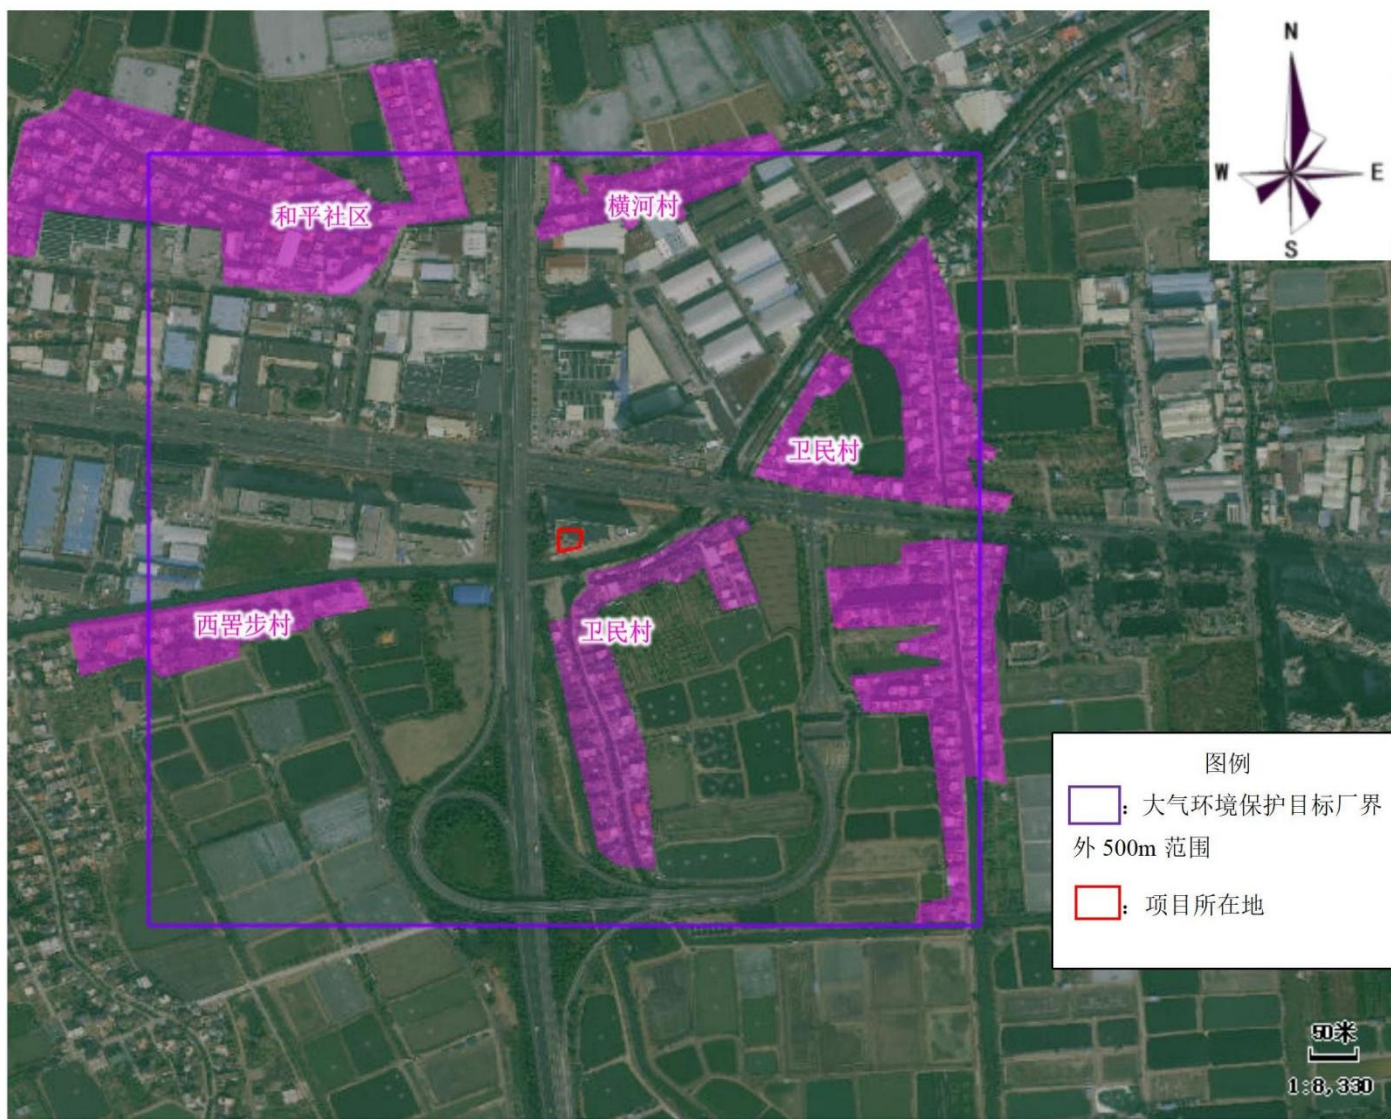 N
W
E
S
和平社区
横河村
卫民村
西罟步村
卫民村
图例
：大气环境保护目标厂界
外 500m 范围
：项目所在地
50米
1:8,330